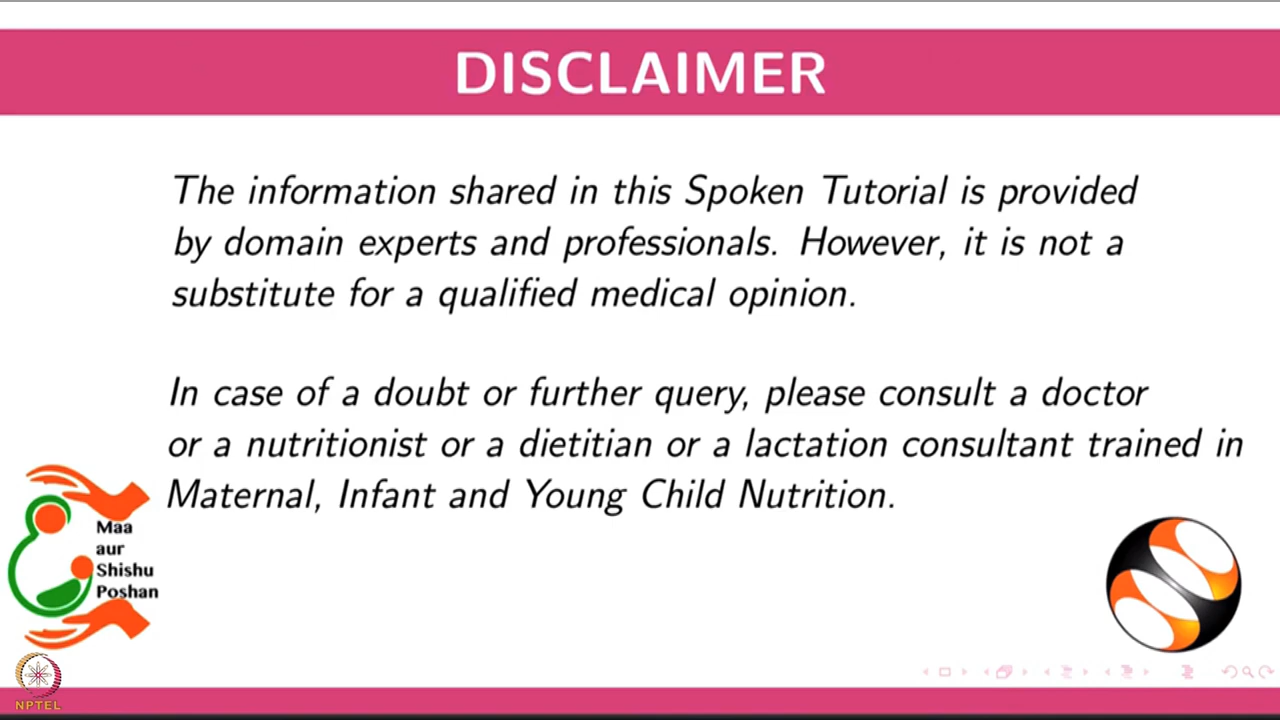 DISCLAIMER
The information shared in this Spoken Tutorial is provided
by domain experts and professionals. However, it is not a
substitute for a qualified medical opinion.
In case of a doubt or further query, please consult a doctor
or a nutritionist or a dietitian or a lactation consultant trained in
Maternal, Infant and Young Child Nutrition.
Maa
aur
Shishu
Poshan
NPTEL